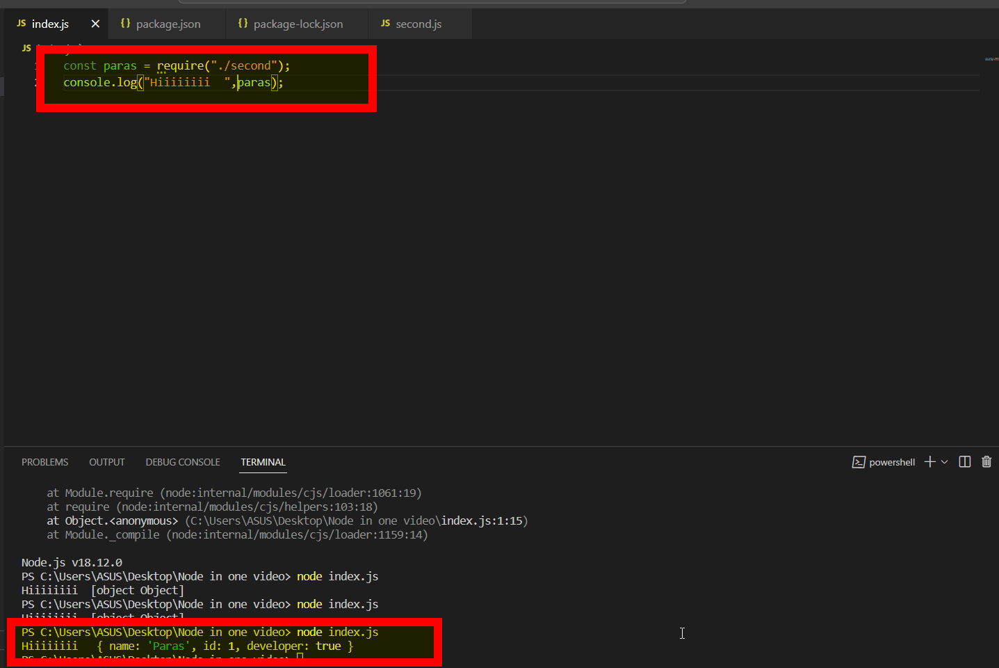 JS index.js × {} package.json {} package-lock.json JS second.js
JS
1 const paras = require("./second");
2 console.log("Hiiiiiiii  ",paras);
PROBLEMS OUTPUT DEBUG CONSOLE TERMINAL powershell
at Module.require (node:internal/modules/cjs/loader:1061:19)
at require (node:internal/modules/cjs/helpers:103:18)
at Object.<anonymous> (C:\Users\ASUS\Desktop\Node in one video\index.js:1:15)
at Module._compile (node:internal/modules/cjs/loader:1159:14)
Node.js v18.12.0
PS C:\Users\ASUS\Desktop\Node in one video> node index.js
Hiiiiiiii  [object Object]
PS C:\Users\ASUS\Desktop\Node in one video> node index.js
Hiiiiiiii  [object Object]
PS C:\Users\ASUS\Desktop\Node in one video> node index.js
Hiiiiiiii   { name: 'Paras', id: 1, developer: true }
PS C:\Users\ASUS\Desktop\Node in one video>